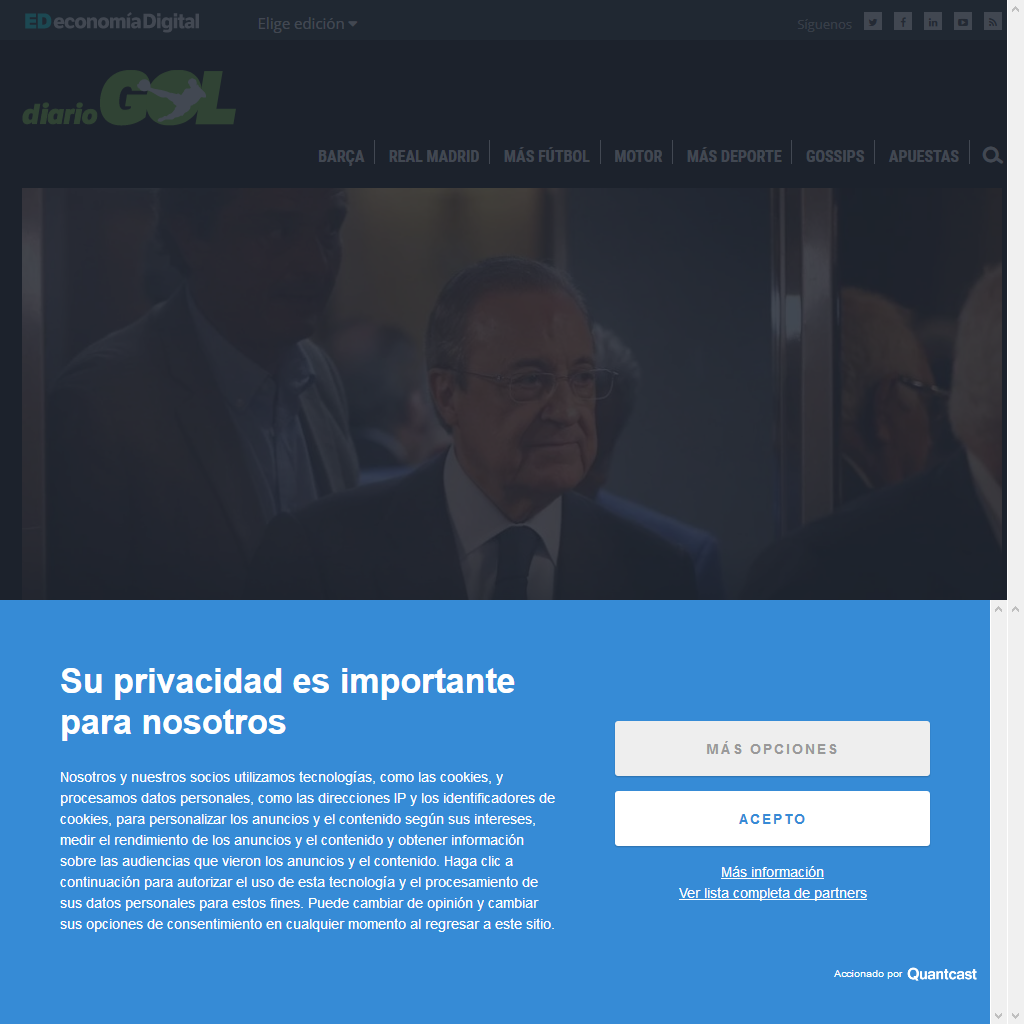 EDeconomíaDigital
Elige edición
Síguenos
diario GOL
BARÇA
REAL MADRID
MÁS FÚTBOL
MOTOR
MÁS DEPORTE
GOSSIPS
APUESTAS
Su privacidad es importante
para nosotros
Nosotros y nuestros socios utilizamos tecnologías, como las cookies, y
procesamos datos personales, como las direcciones IP y los identificadores de
cookies, para personalizar los anuncios y el contenido según sus intereses,
medir el rendimiento de los anuncios y el contenido y obtener información
sobre las audiencias que vieron los anuncios y el contenido. Haga clic a
continuación para autorizar el uso de esta tecnología y el procesamiento de
sus datos personales para estos fines. Puede cambiar de opinión y cambiar
sus opciones de consentimiento en cualquier momento al regresar a este sitio.
MÁS OPCIONES
ACEPTO
Más información
Ver lista completa de partners
Accionado por Quantcast